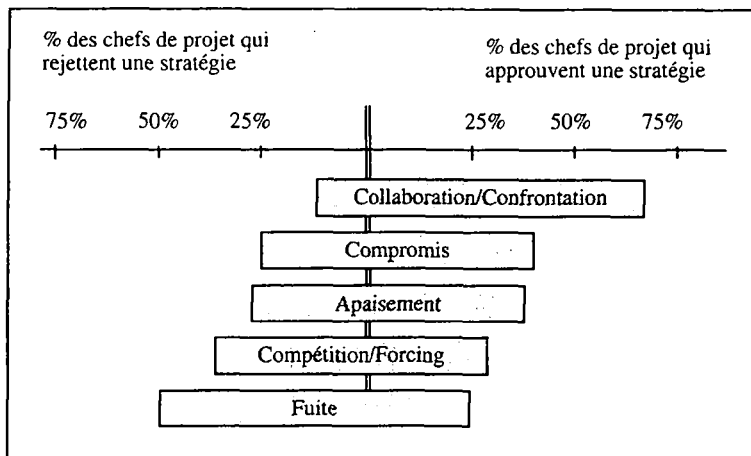 % des chefs de projet qui
rejettent une stratégie
% des chefs de projet qui
approuvent une stratégie
75% 50% 25% 25% 50% 75%
Collaboration/Confrontation
Compromis
Apaisement
Compétition/Forcing
Fuite